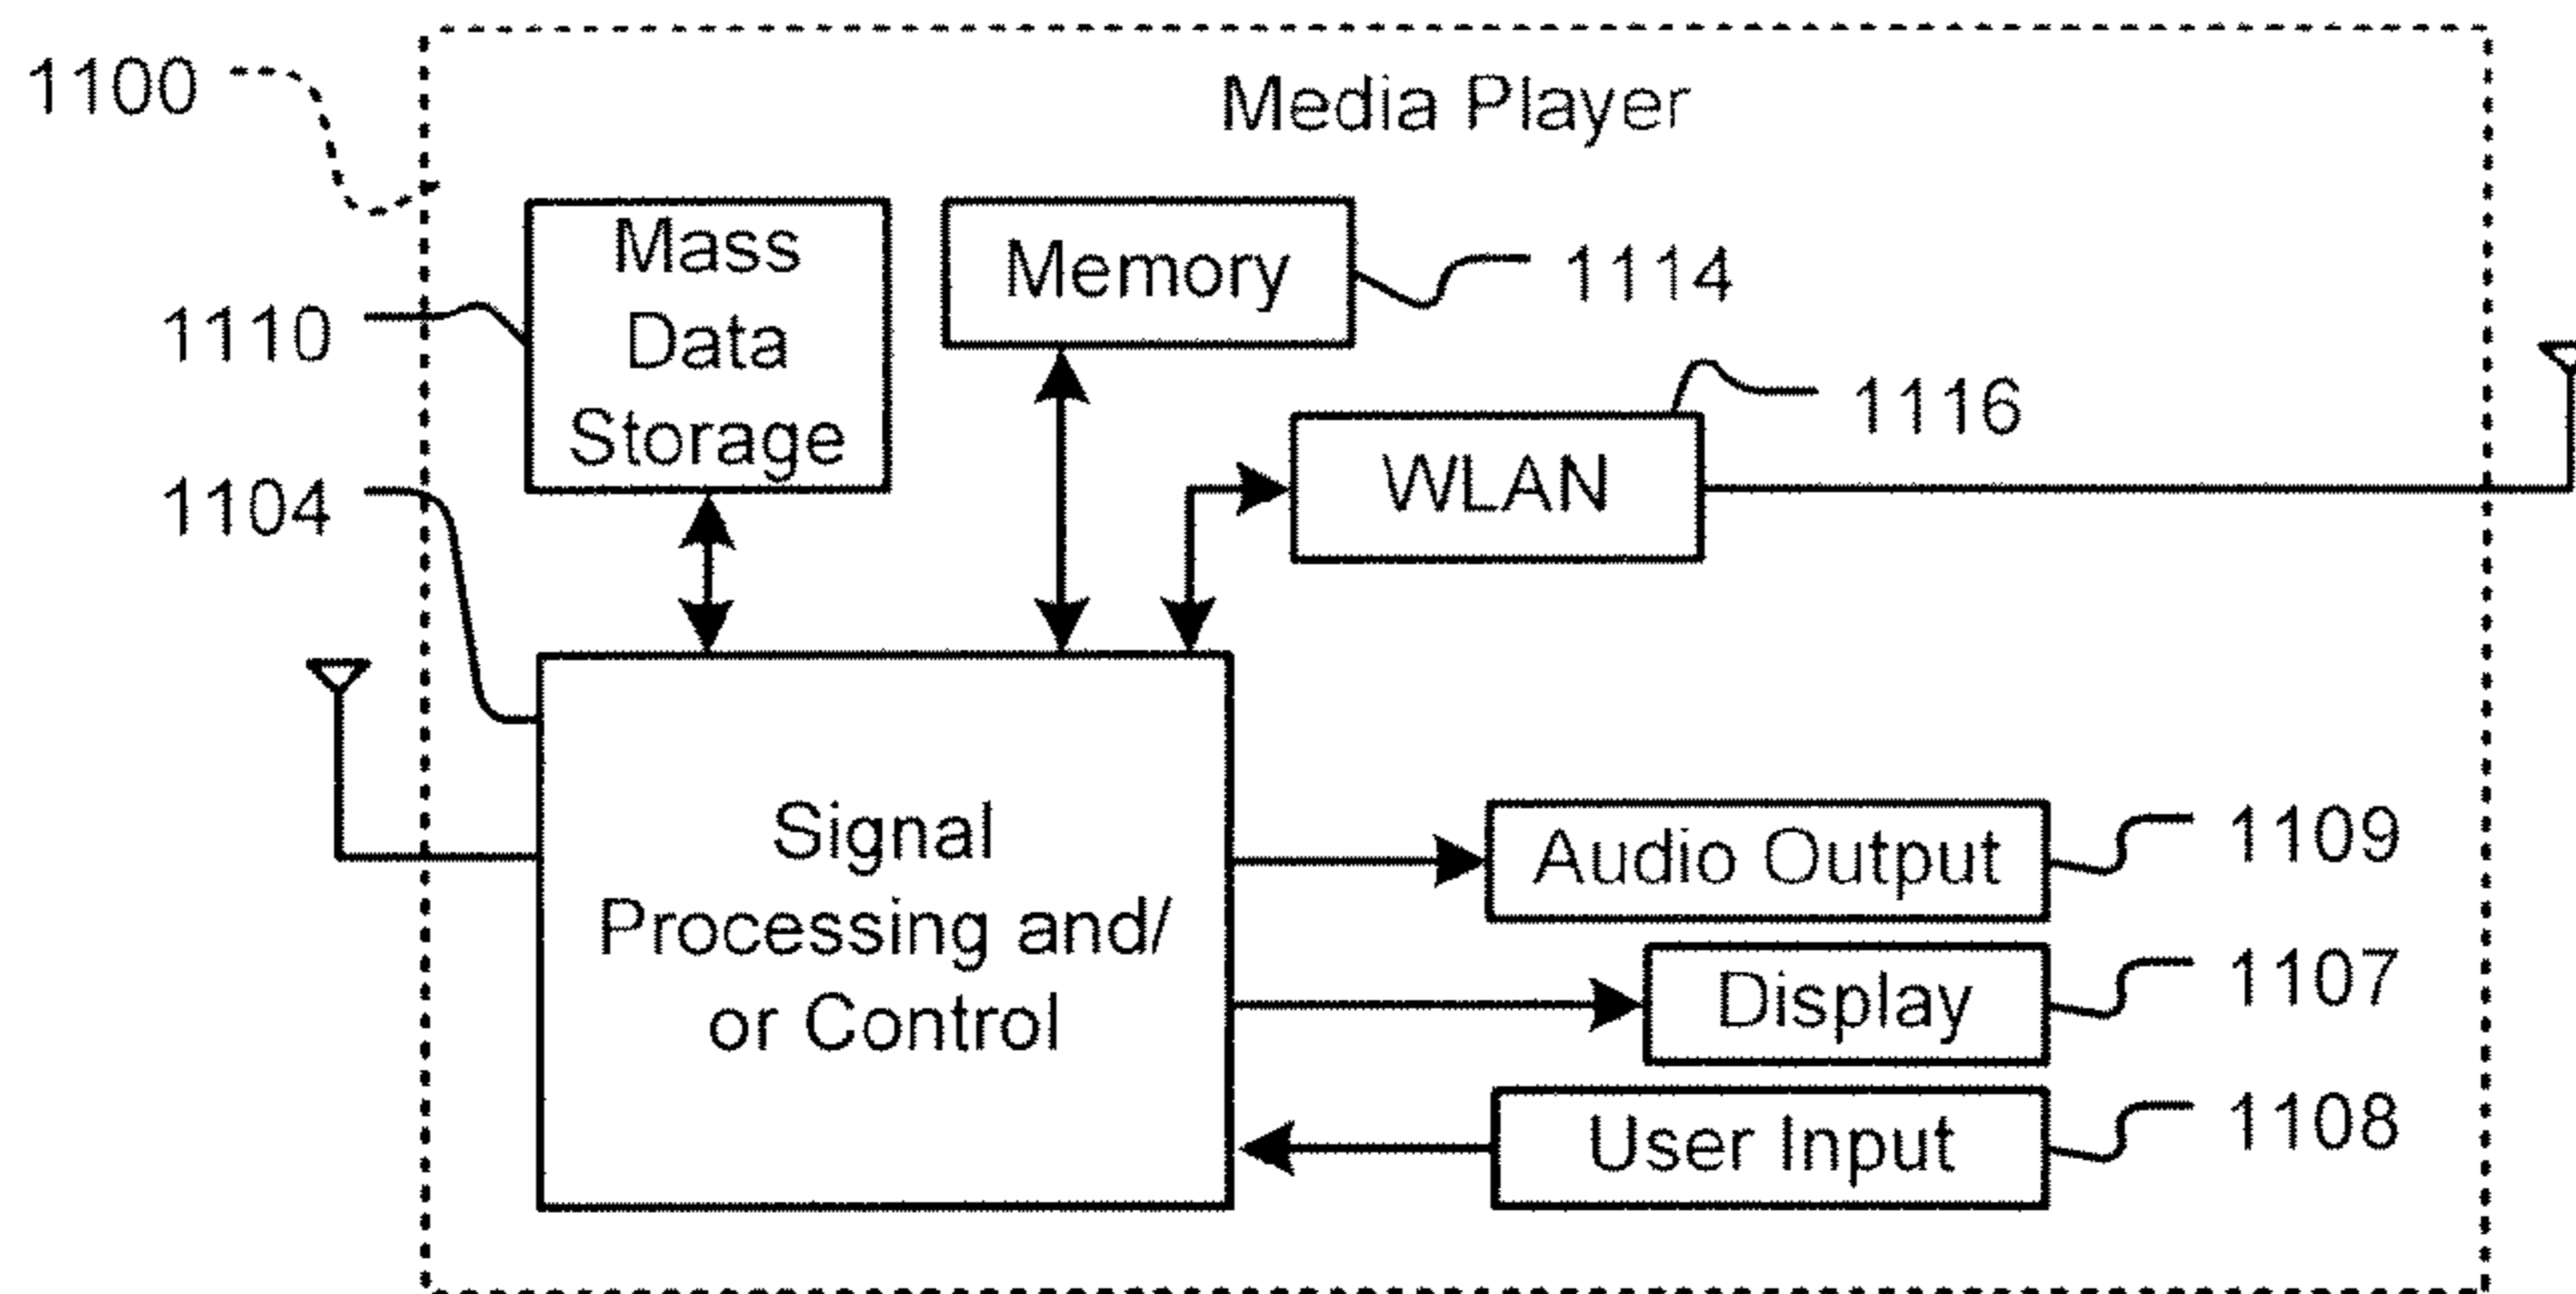 1100
Media Player
Mass
Data
Storage
Memory
1114
1110
1116
WLAN
1104
Signal
Processing and/
or Control
Audio Output
1109
Display
1107
User Input
1108